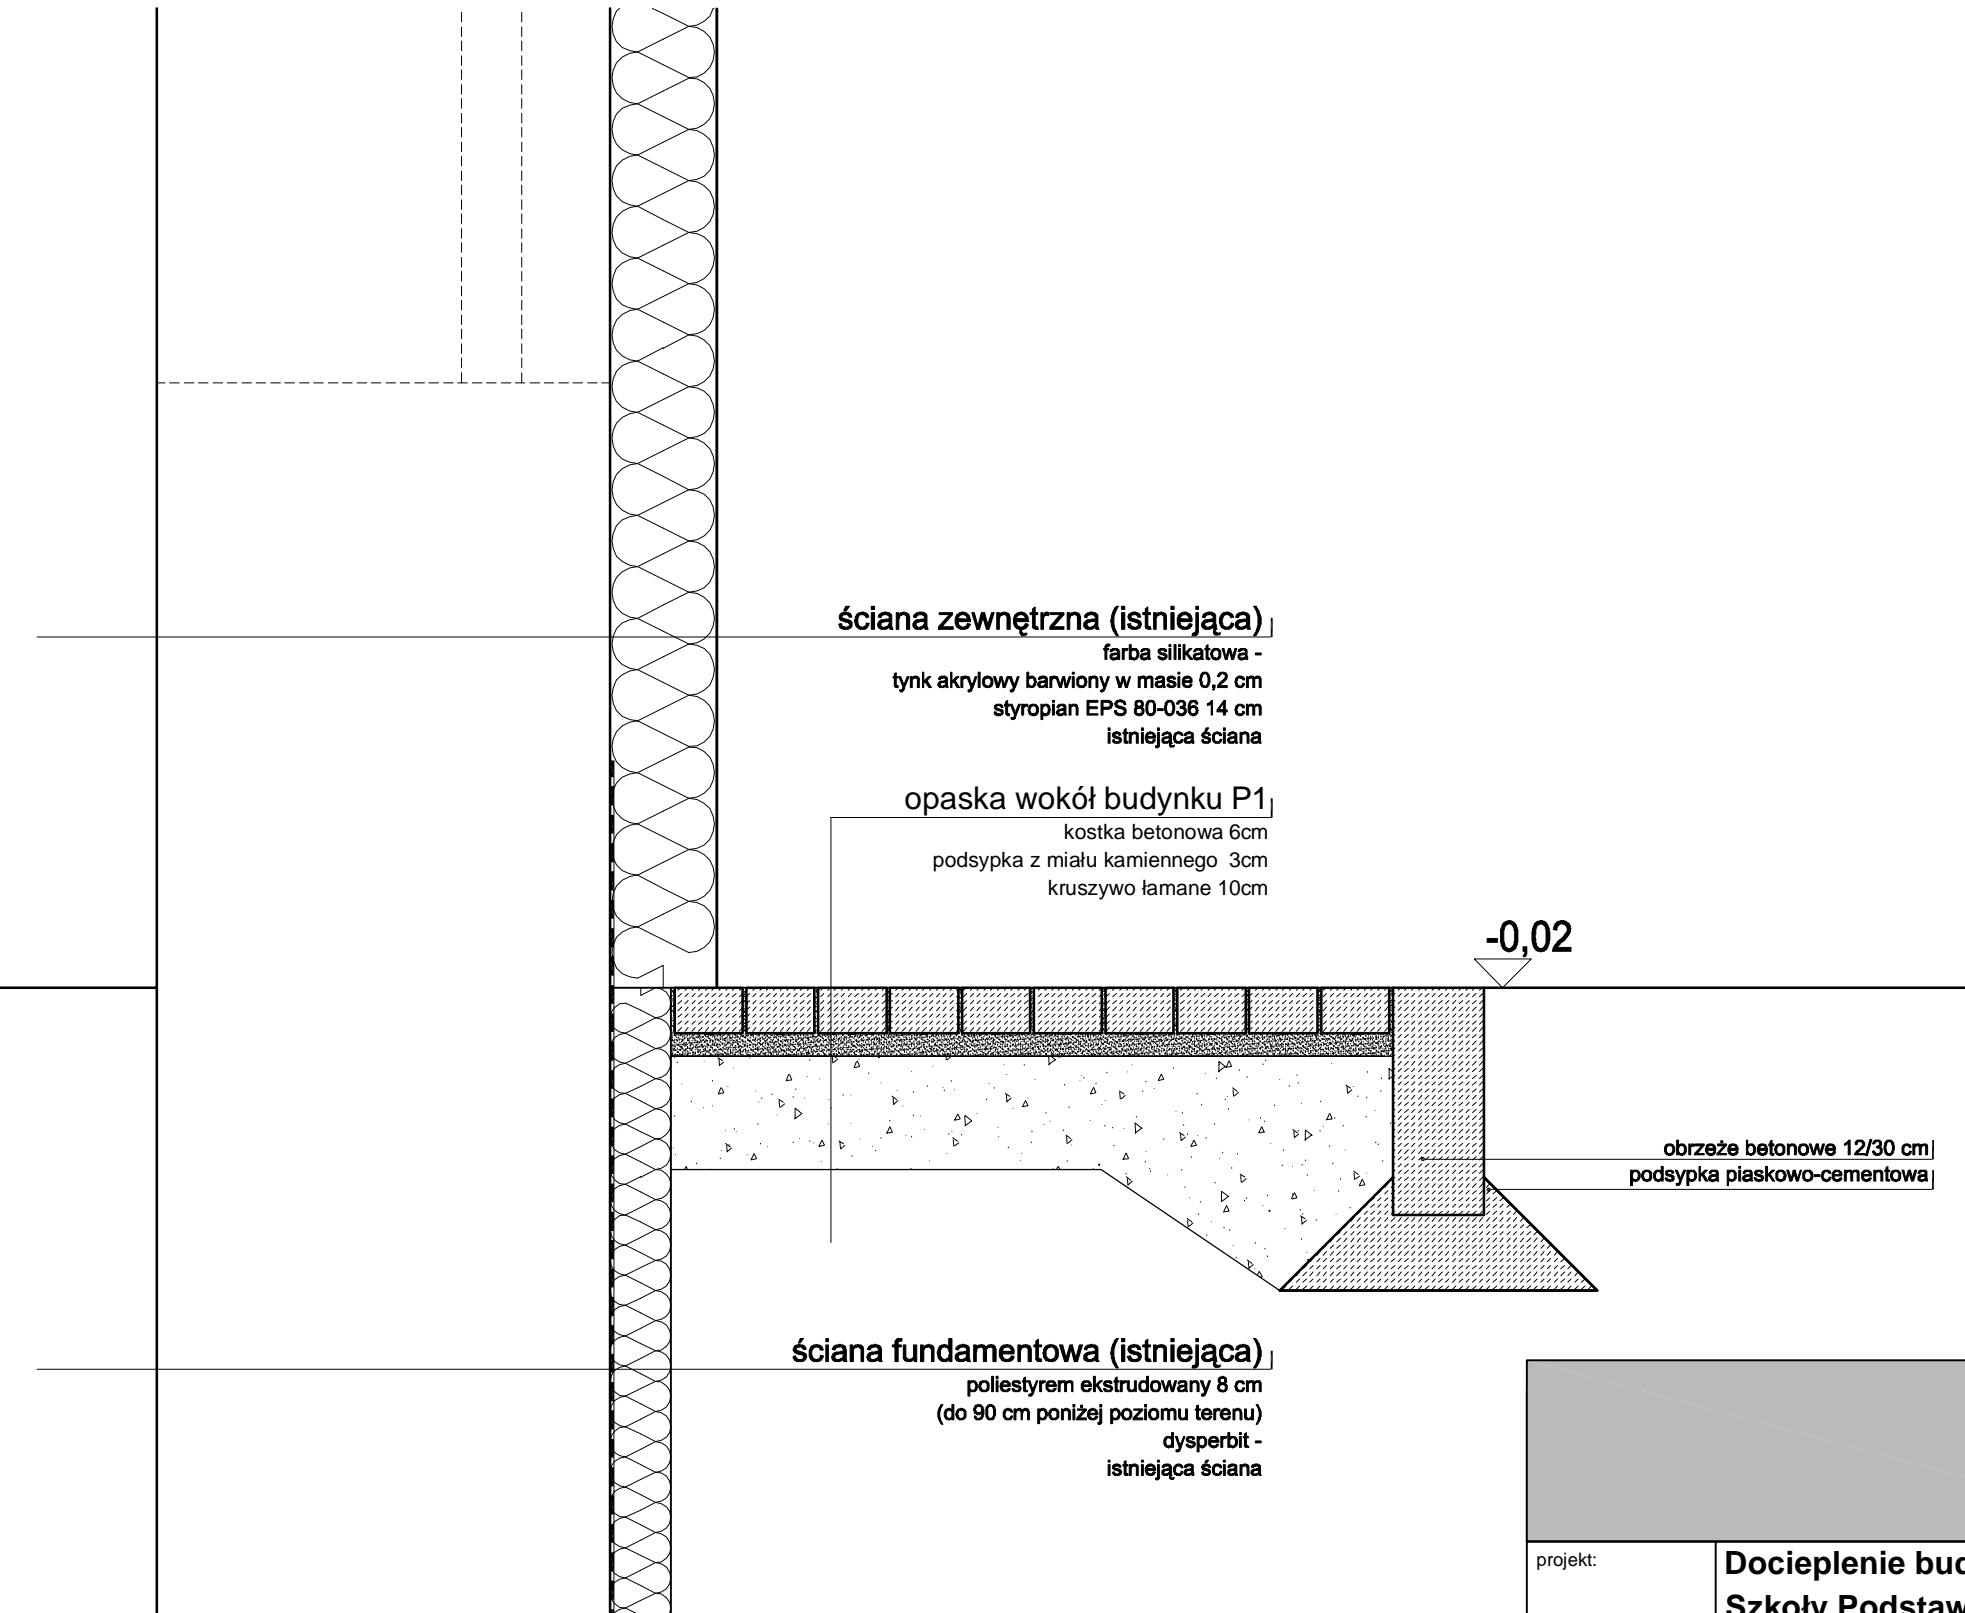 ściana zewnętrzna (istniejąca)
farba silikatowa -
tynk akrylowy barwiony w masie 0,2 cm
styropian EPS 80-036 14 cm
istniejąca ściana
opaska wokół budynku P1
kostka betonowa 6cm
podsypka z miału kamiennego 3cm
kruszywo łamane 10cm
-0,02
obrzeże betonowe 12/30 cm
podsypka piaskowo-cementowa
ściana fundamentowa (istniejąca)
poliestyrem ekstrudowany 8 cm
(do 90 cm poniżej poziomu terenu)
dysperbit -
istniejąca ściana
projekt:
Docieplenie
Szkoły